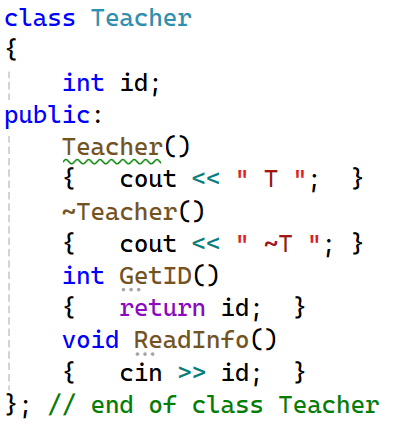 class Teacher
{
    int id;
public:
    Teacher()
    {   cout << " T ";  }
    ~Teacher()
    {   cout << " ~T "; }
    int GetID()
    {   return id;  }
    void ReadInfo()
    {   cin >> id;  }
}; // end of class Teacher